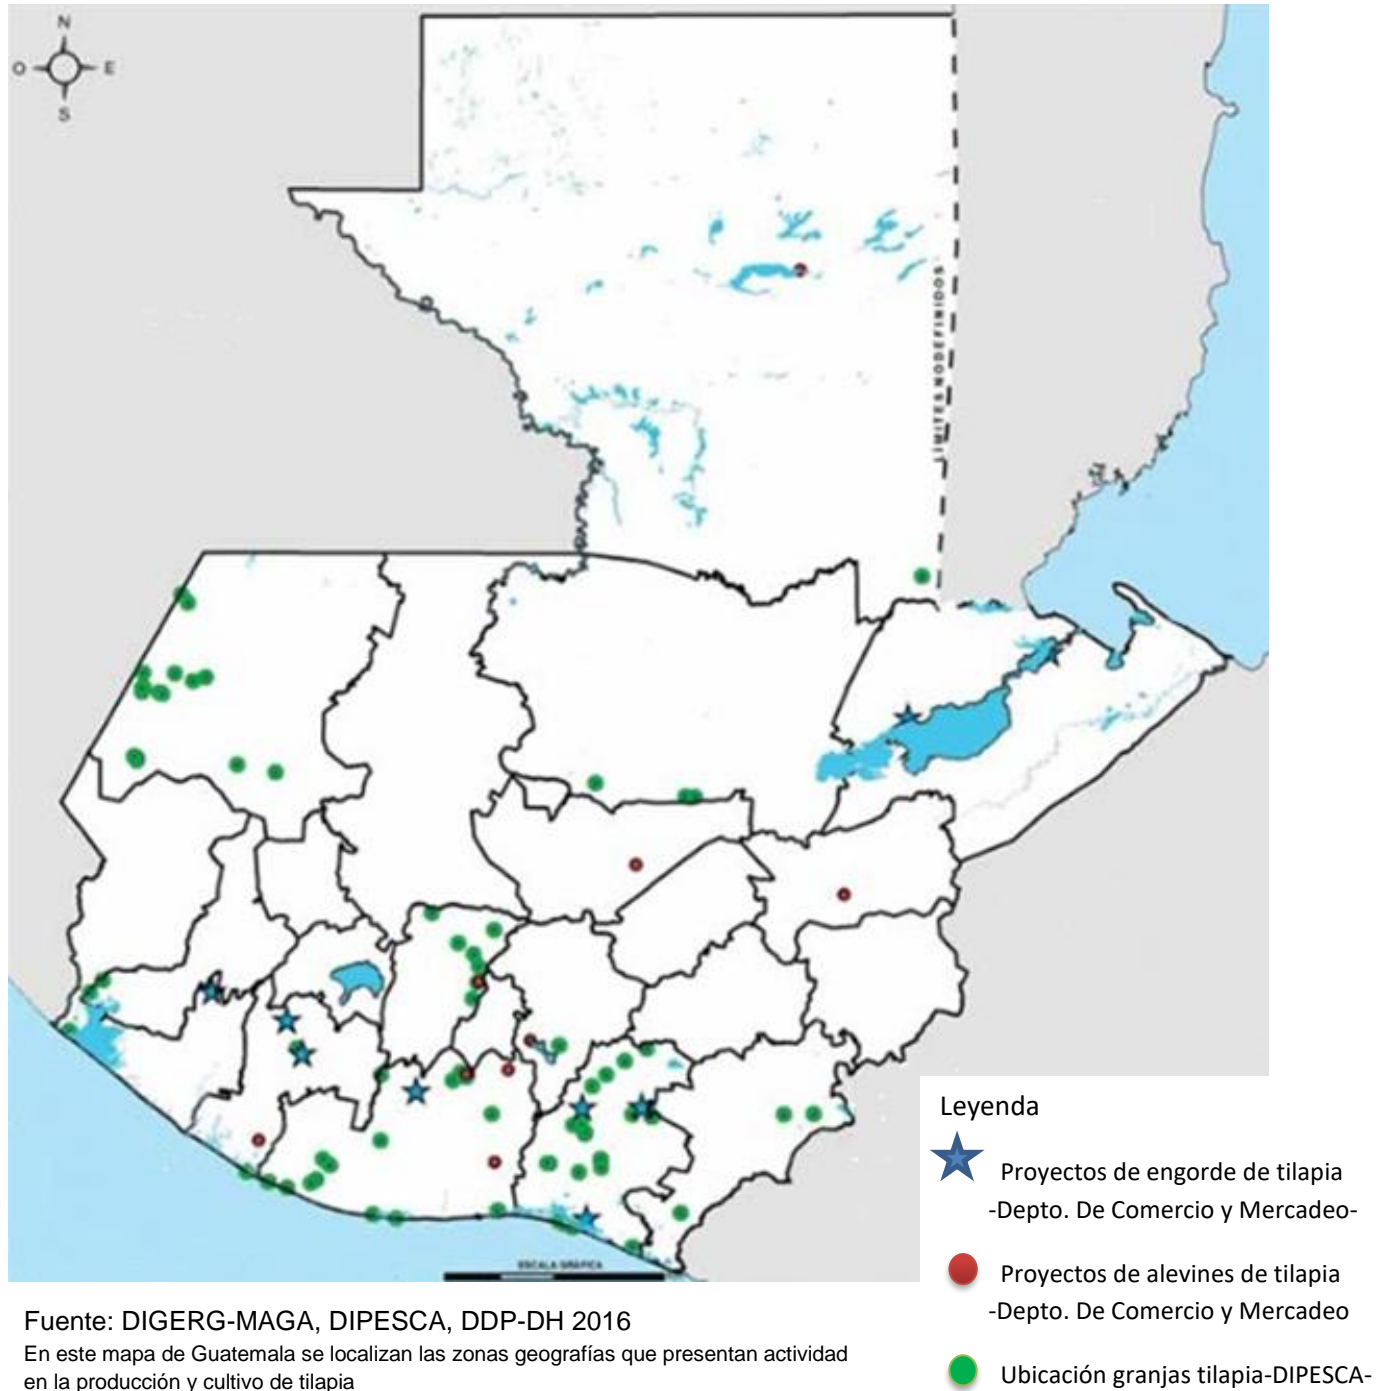 N
O E
S
LIMITES NO DEFINIDOS
ESCALA GRÁFICA
Leyenda
Proyectos de engorde de tilapia
-Depto. De Comercio y Mercadeo-
Proyectos de alevines de tilapia
-Depto. De Comercio y Mercadeo
Ubicación granjas tilapia-DIPESCA-
Fuente: DIGERG-MAGA, DIPESCA, DDP-DH 2016
En este mapa de Guatemala se localizan las zonas geografías que presentan actividad
en la producción y cultivo de tilapia